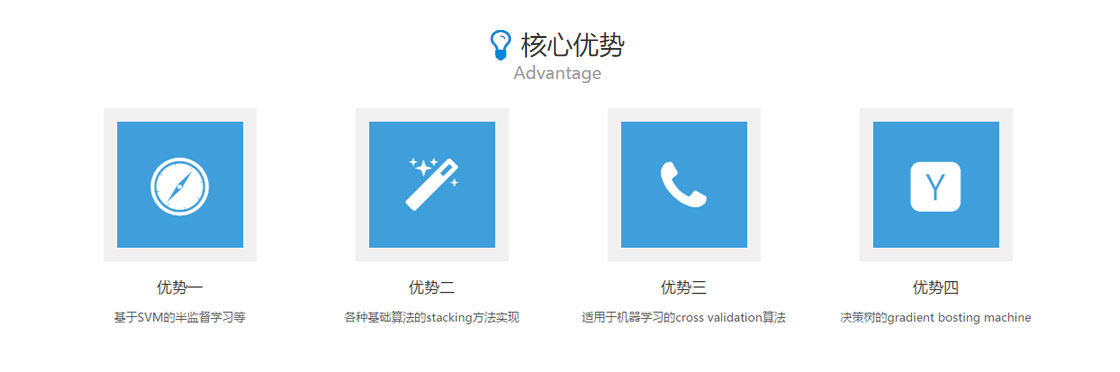 核心优势
Advantage
Y
优势一
优势二
优势三
优势四
基于SVM的半监督学习等
各种基础算法的stacking方法实现
适用于机器学习的cross validation算法
决策树的gradient bosting machine